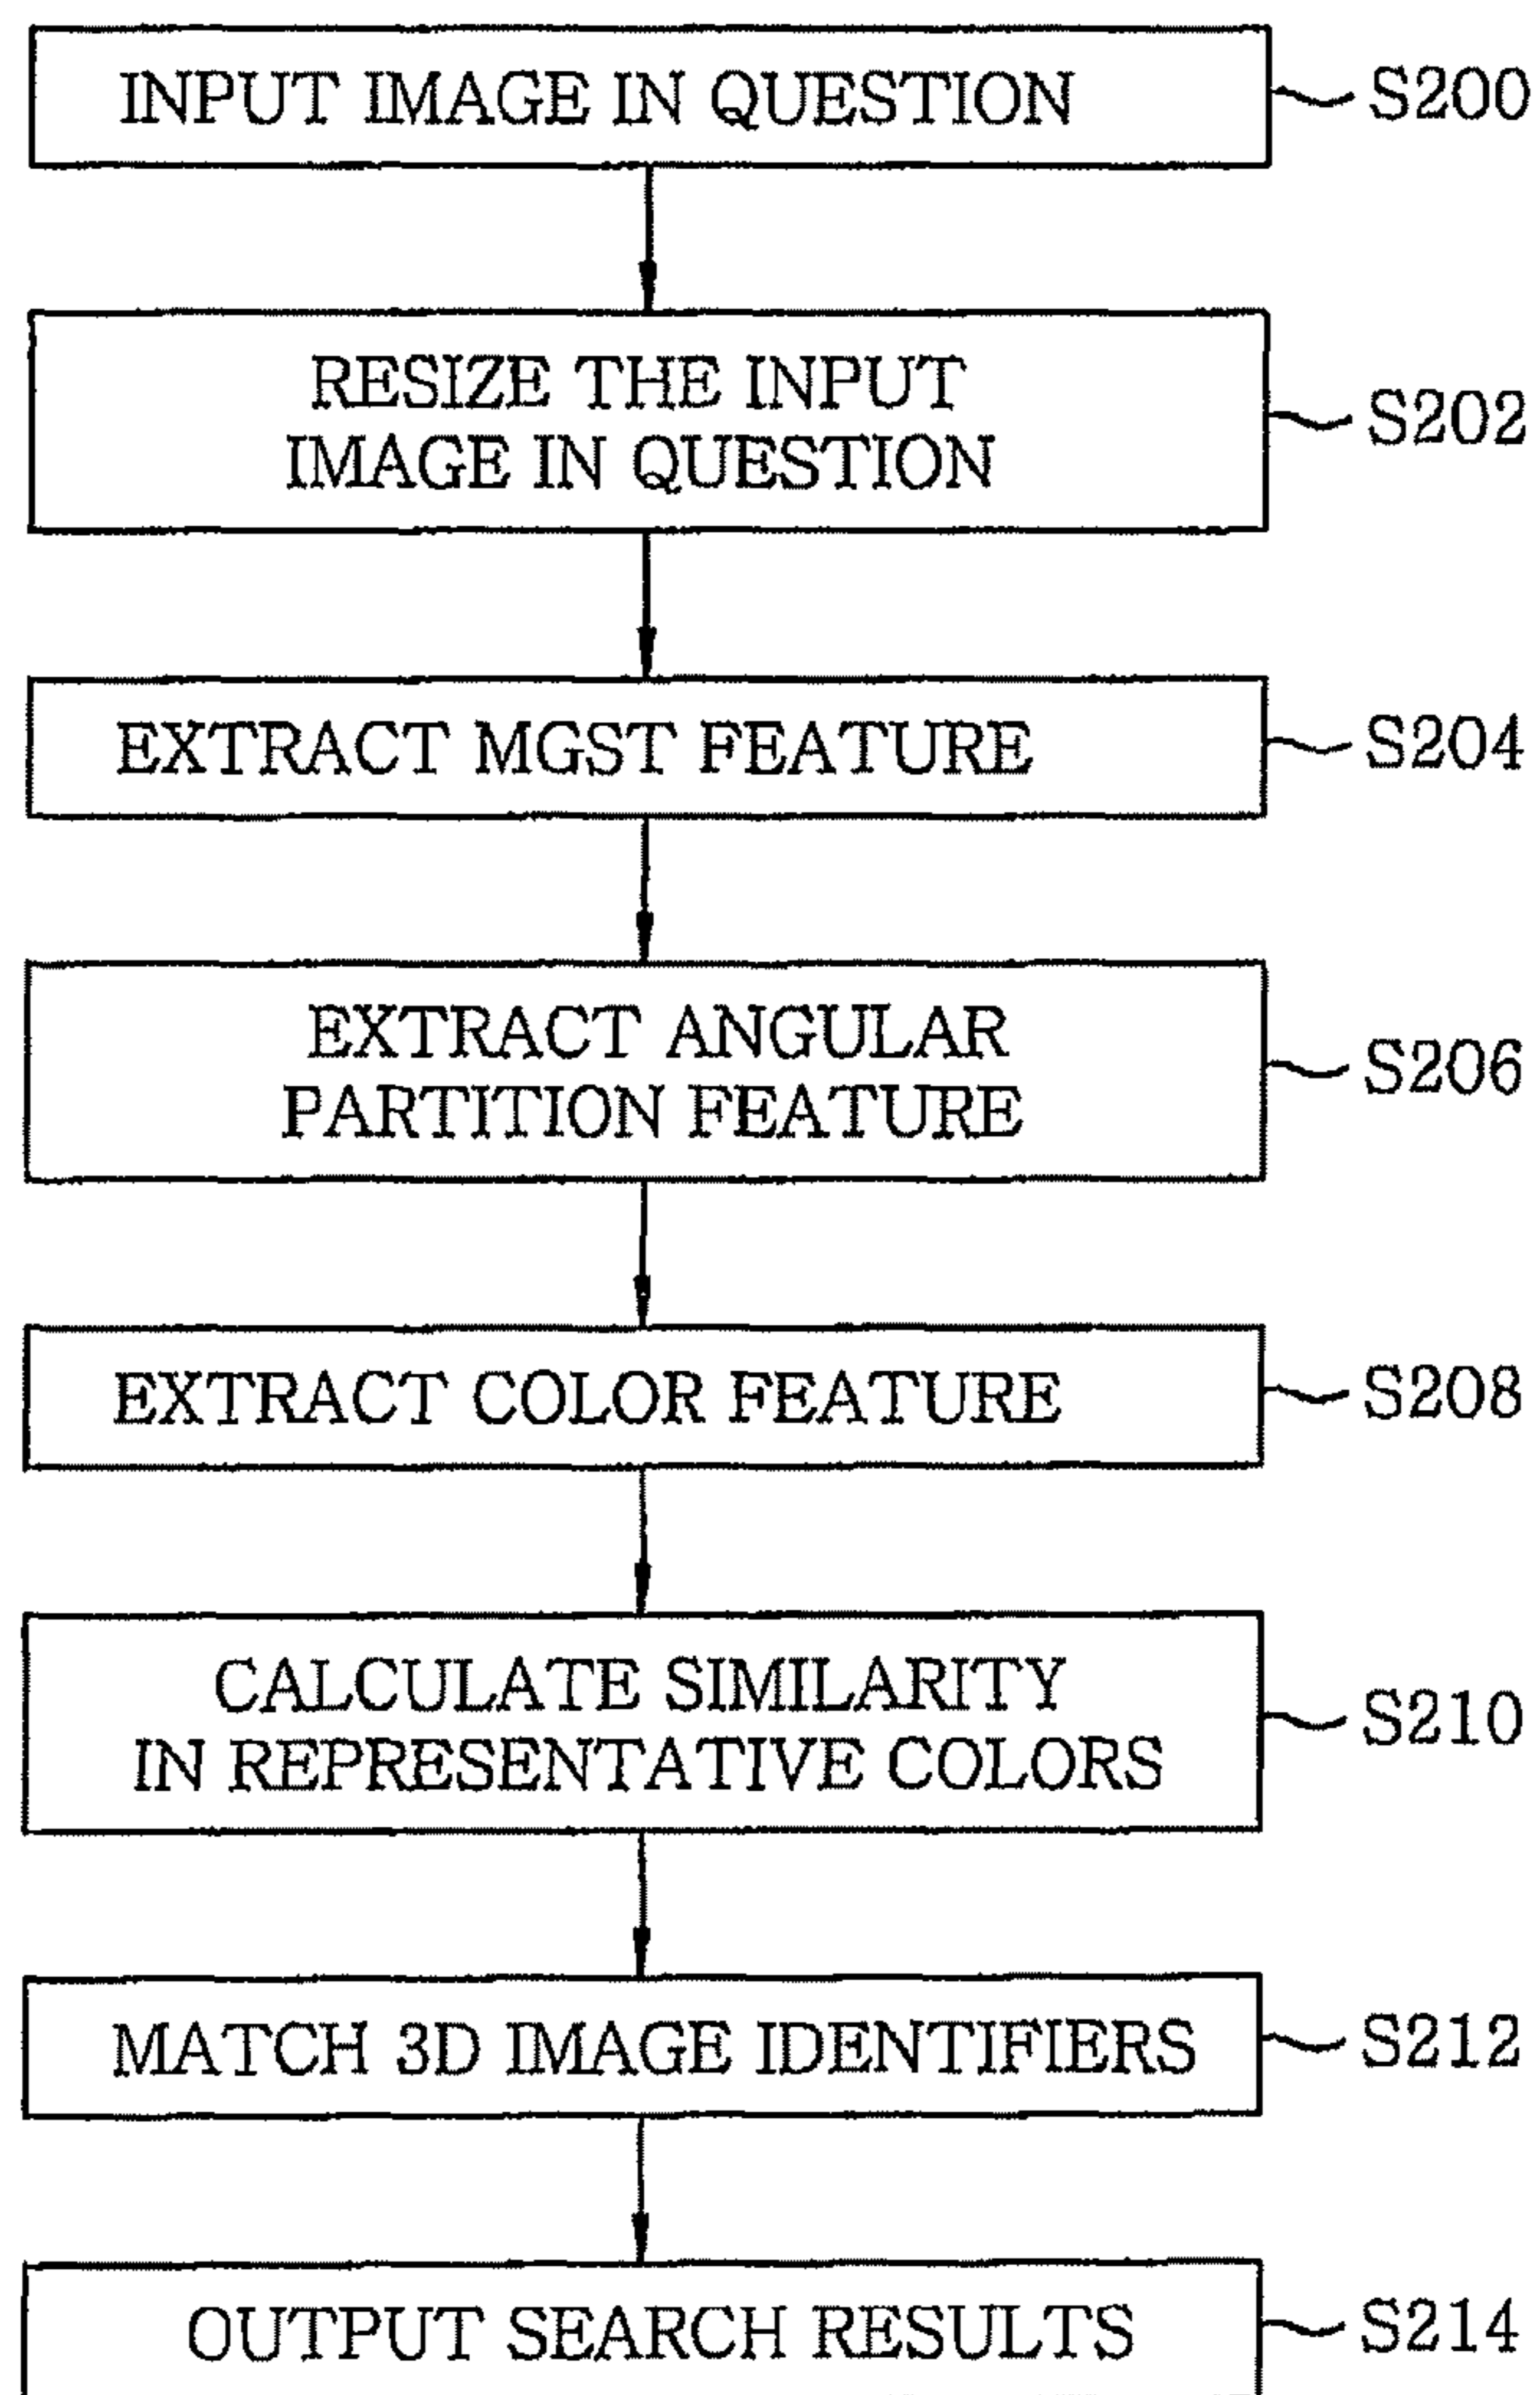 INPUT IMAGE IN QUESTION
S200
RESIZE THE INPUT
IMAGE IN QUESTION
S202
EXTRACT MGST FEATURE
S204
EXTRACT ANGULAR
PARTITION FEATURE
S206
EXTRACT COLOR FEATURE
S208
CALCULATE SIMILARITY
IN REPRESENTATIVE COLORS
S210
MATCH 3D IMAGE IDENTIFIERS
S212
OUTPUT SEARCH RESULTS
S214